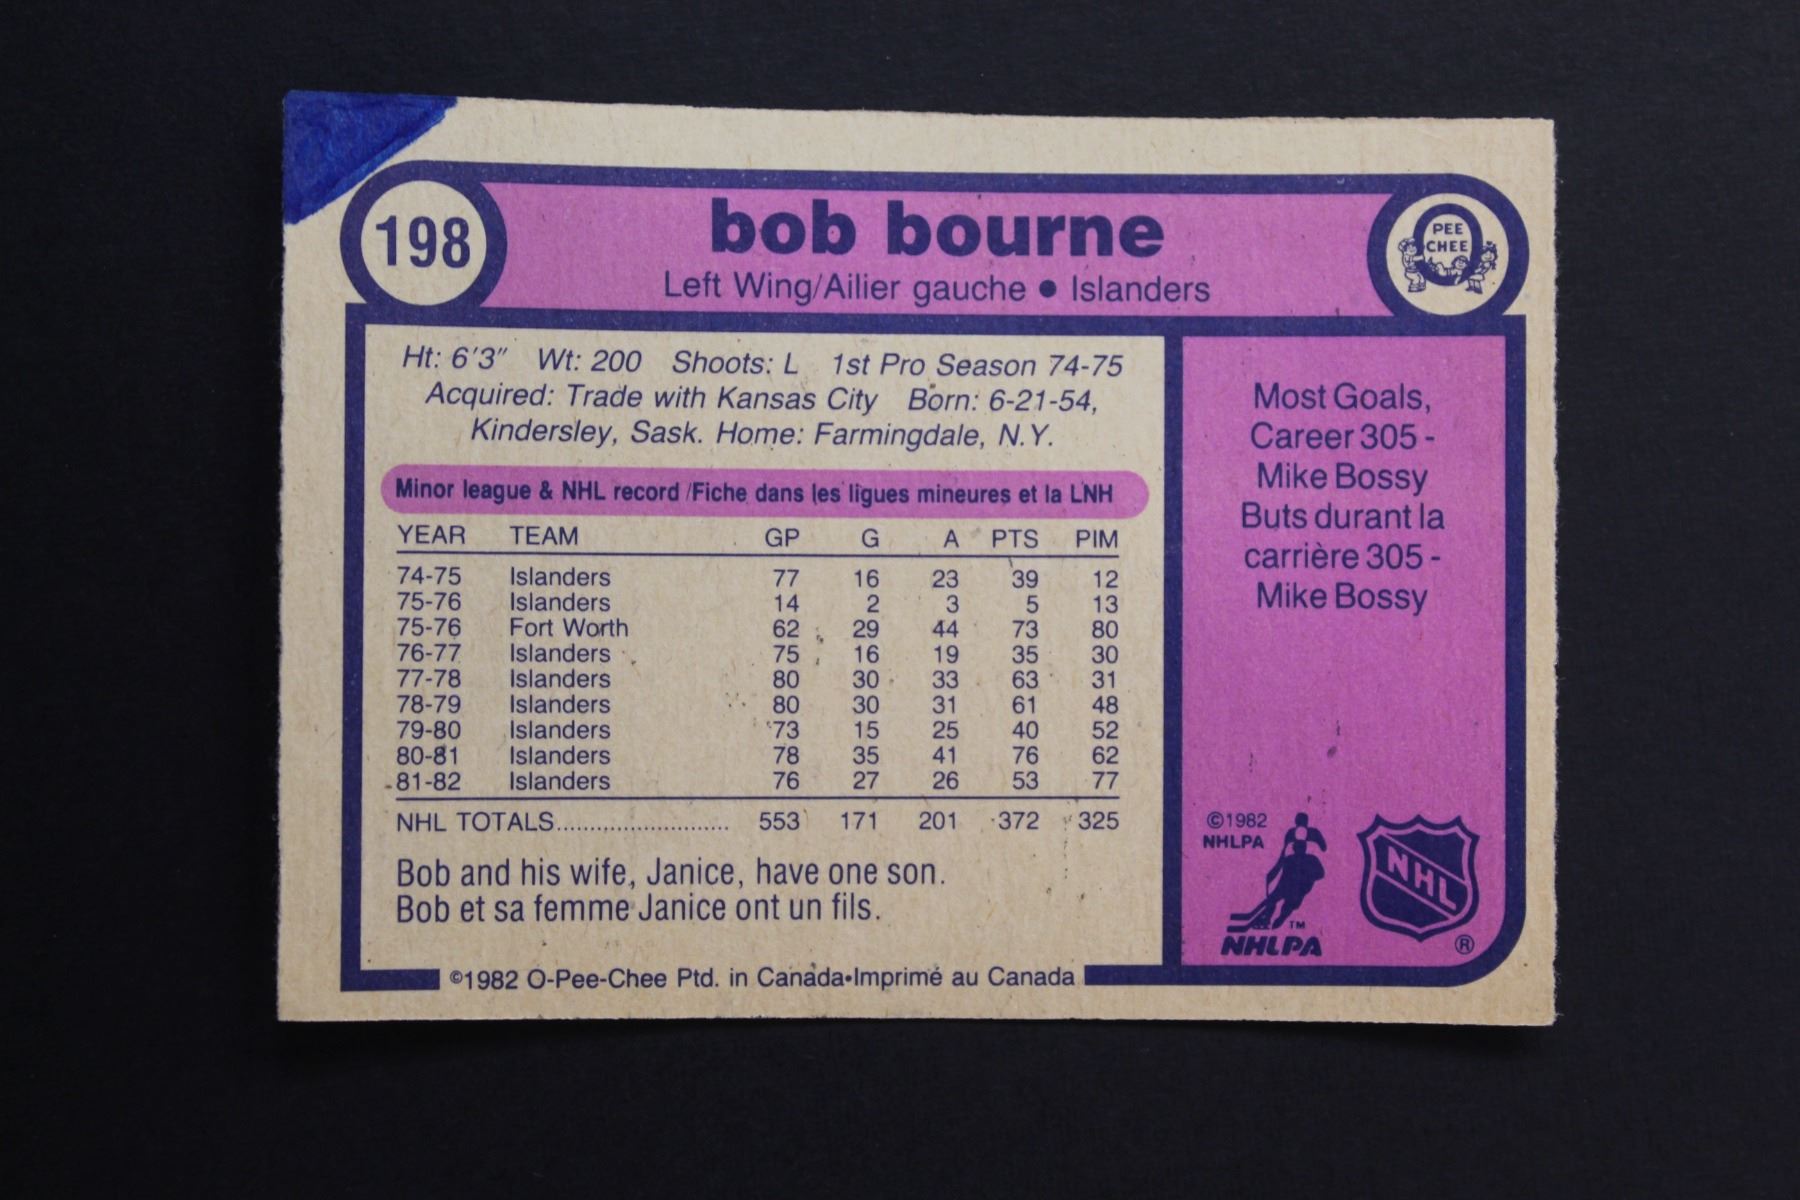 198
bob bourne
Left Wing/Ailier gauche • Islanders
PEE
CHEE
Ht: 6'3" Wt: 200 Shoots: L 1st Pro Season 74-75
Acquired: Trade with Kansas City Born: 6-21-54,
Kindersley, Sask. Home: Farmingdale, N.Y.
Minor league & NHL record /Fiche dans les ligues mineures et la LNH
YEAR TEAM GP G A PTS PIM
74-75 Islanders 77 16 23 39 12
75-76 Islanders 14 2 3 5 13
75-76 Fort Worth 62 29 44 73 80
76-77 Islanders 75 16 19 35 30
77-78 Islanders 80 30 33 63 31
78-79 Islanders 80 30 31 61 48
79-80 Islanders 73 15 25 40 52
80-81 Islanders 78 35 41 76 62
81-82 Islanders 76 27 26 53 77
NHL TOTALS.......................... 553 171 201 372 325
Bob and his wife, Janice, have one son.
Bob et sa femme Janice ont un fils.
©1982 O-Pee-Chee Ptd. in Canada•Imprimé au Canada
Most Goals,
Career 305 -
Mike Bossy
Buts durant la
carrière 305 -
Mike Bossy
©1982
NHLPA
TM
NHLPA
NHL
®